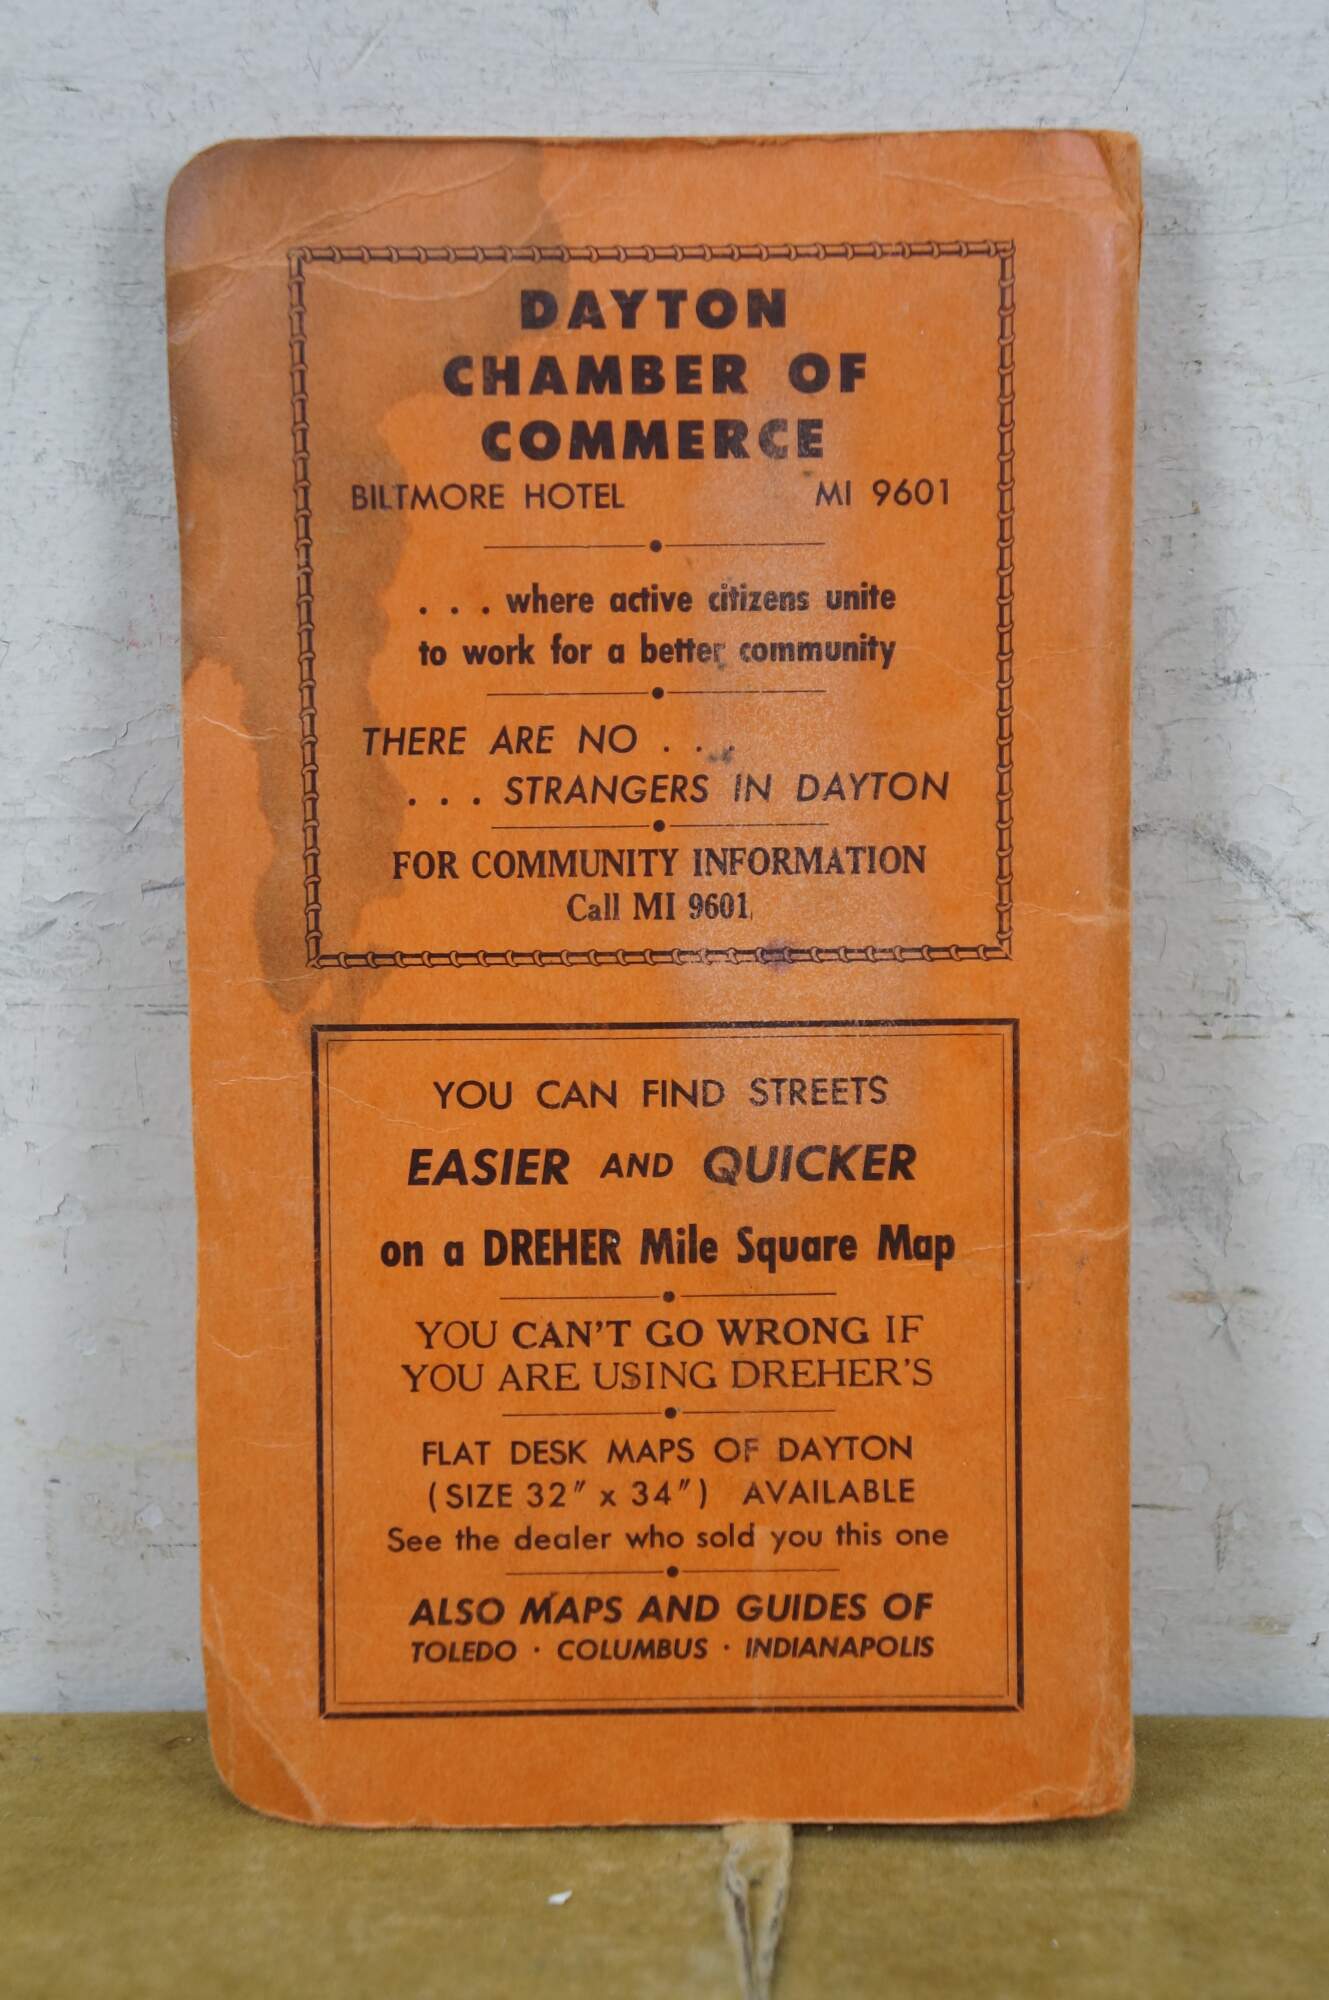 DAYTON
CHAMBER OF
COMMERCE
BILTMORE HOTEL MI 9601
. . . where active citizens unite
to work for a better community
THERE ARE NO . . .
. . . STRANGERS IN DAYTON
FOR COMMUNITY INFORMATION
Call MI 9601
YOU CAN FIND STREETS
EASIER AND QUICKER
on a DREHER Mile Square Map
YOU CAN'T GO WRONG IF
YOU ARE USING DREHER'S
FLAT DESK MAPS OF DAYTON
(SIZE 32" x 34") AVAILABLE
See the dealer who sold you this one
ALSO MAPS AND GUIDES OF
TOLEDO · COLUMBUS · INDIANAPOLIS